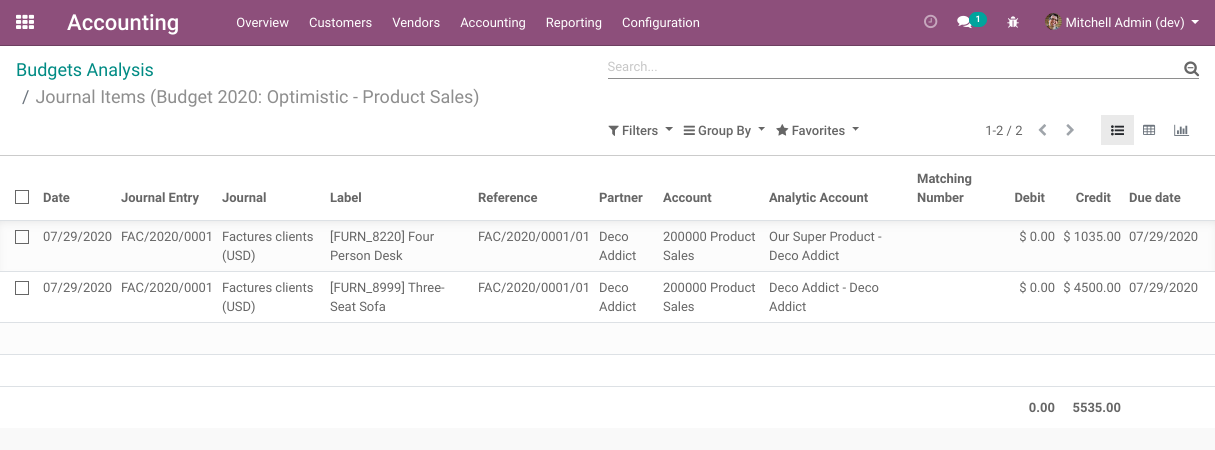 Accounting Overview Customers Vendors Accounting Reporting Configuration 1 Mitchell Admin (dev)
Budgets Analysis
/ Journal Items (Budget 2020: Optimistic - Product Sales)
Search...
Filters Group By Favorites 1-2 / 2
Date Journal Entry Journal Label Reference Partner Account Analytic Account Matching Number Debit Credit Due date
07/29/2020 FAC/2020/0001 Factures clients [FURN_8220] Four FAC/2020/0001/01 Deco 200000 Product Our Super Product - $ 0.00 $ 1035.00 07/29/2020
(USD) Person Desk Addict Sales Deco Addict
07/29/2020 FAC/2020/0001 Factures clients [FURN_8999] Three- FAC/2020/0001/01 Deco 200000 Product Deco Addict - Deco $ 0.00 $ 4500.00 07/29/2020
(USD) Seat Sofa Addict Sales Addict
0.00 5535.00